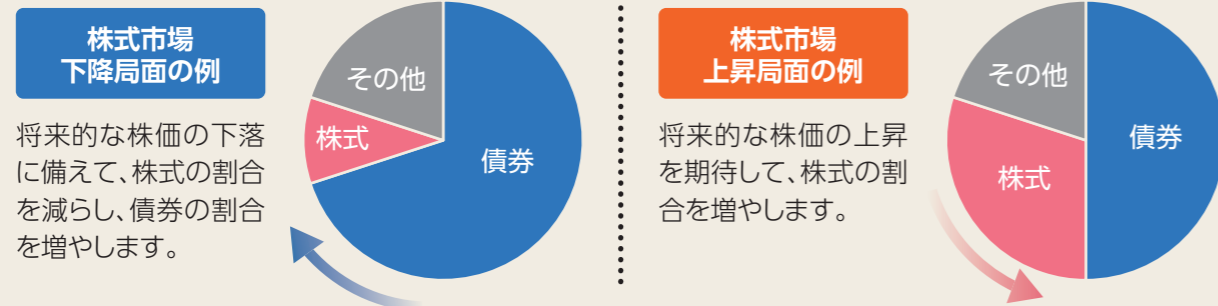 株式市場
下降局面の例
将来的な株価の下落
に備えて、株式の割合
を減らし、債券の割合
を増やします。
その他
株式
債券
株式市場
上昇局面の例
将来的な株価の上昇
を期待して、株式の割
合を増やします。
その他
株式
債券